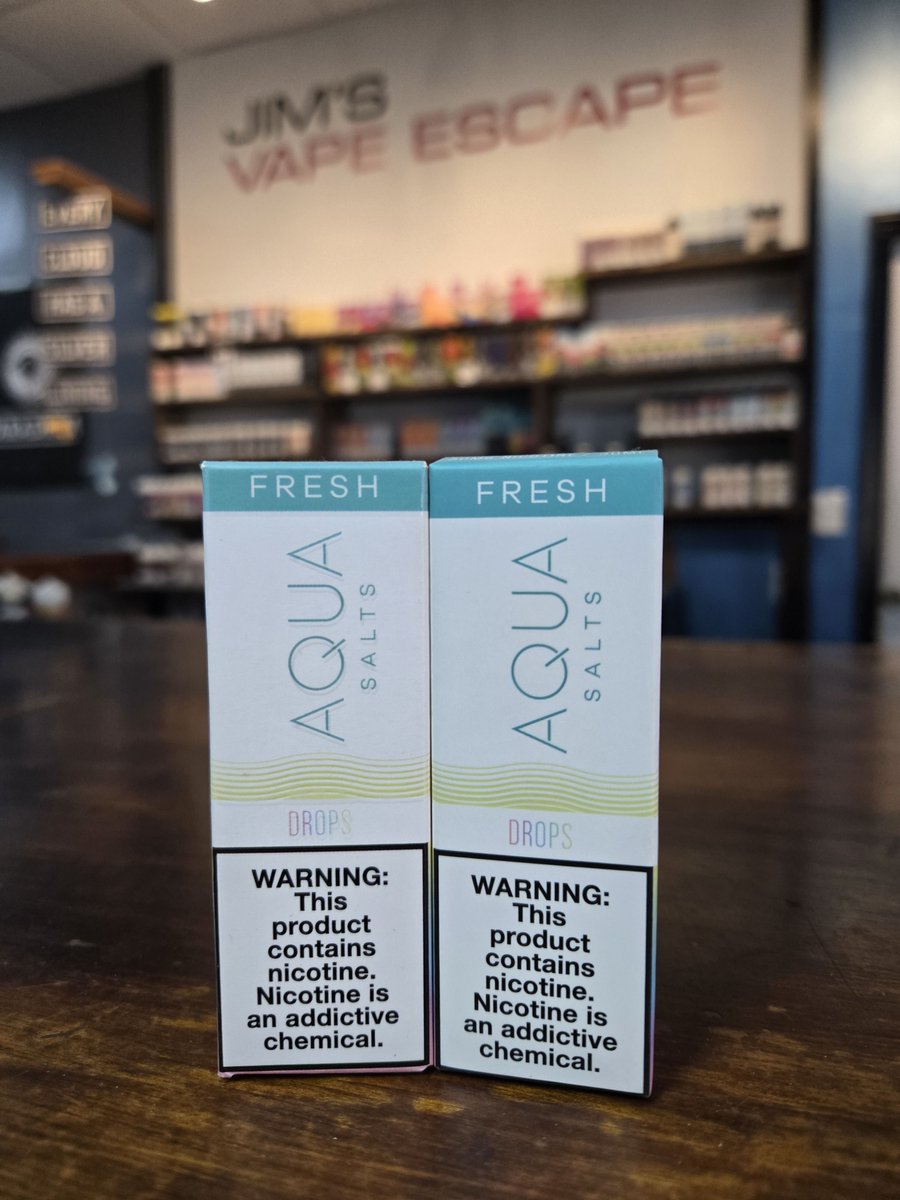 JIM'S
VAPE ESCAPE
FRESH
AQUA
SALTS
DROPS
WARNING:
This
product
contains
nicotine.
Nicotine is
an addictive
chemical.
FRESH
AQUA
SALTS
DROPS
WARNING:
This
product
contains
nicotine.
Nicotine is
an addictive
chemical.